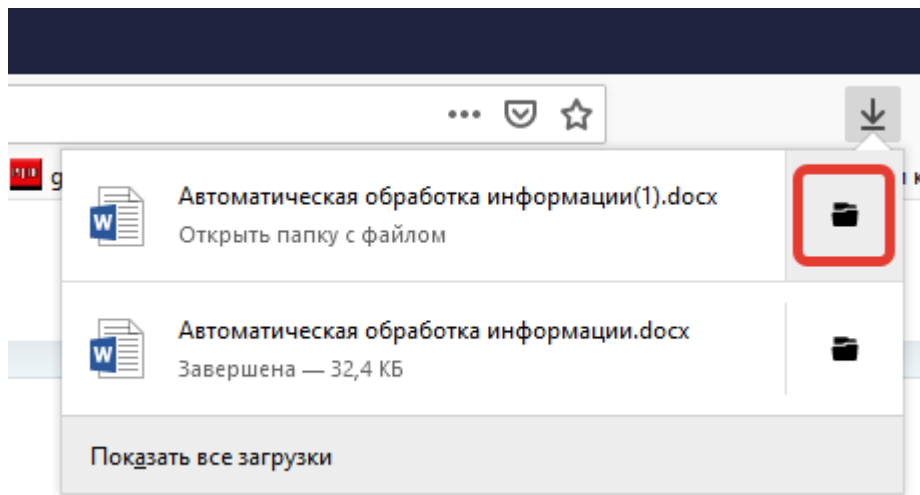 Автоматическая обработка информации(1).docx
Открыть папку с файлом
Автоматическая обработка информации.docx
Завершена — 32,4 КБ
Показать все загрузки